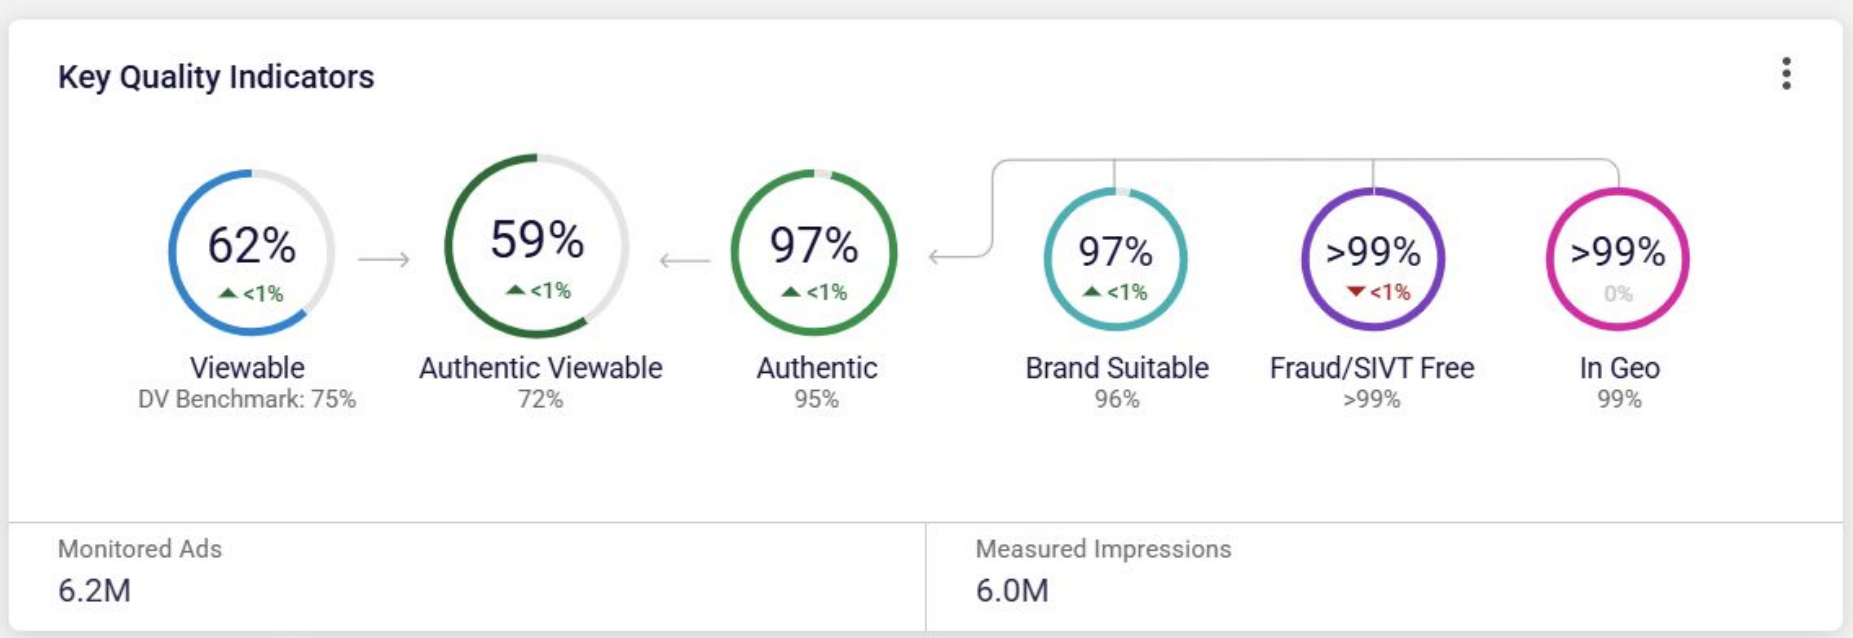 Key Quality Indicators
62%
▲<1%
Viewable
DV Benchmark: 75%
59%
▲<1%
Authentic Viewable
72%
97%
▲<1%
Authentic
95%
97%
▲<1%
Brand Suitable
96%
>99%
▼<1%
Fraud/SIVT Free
>99%
>99%
0%
In Geo
99%
Monitored Ads
6.2M
Measured Impressions
6.0M